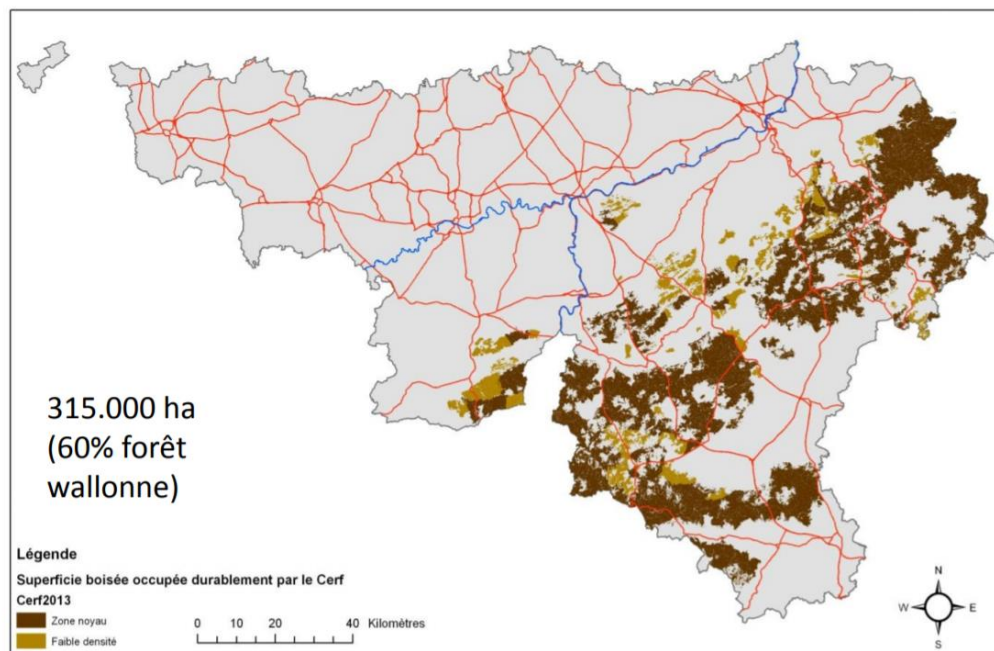 315.000 ha
(60% forêt
wallonne)
Légende
Superficie boisée occupée durablement par le Cerf
Cerf2013
Zone noyau
Faible densité
0 10 20 40 Kilomètres
N
W E
S